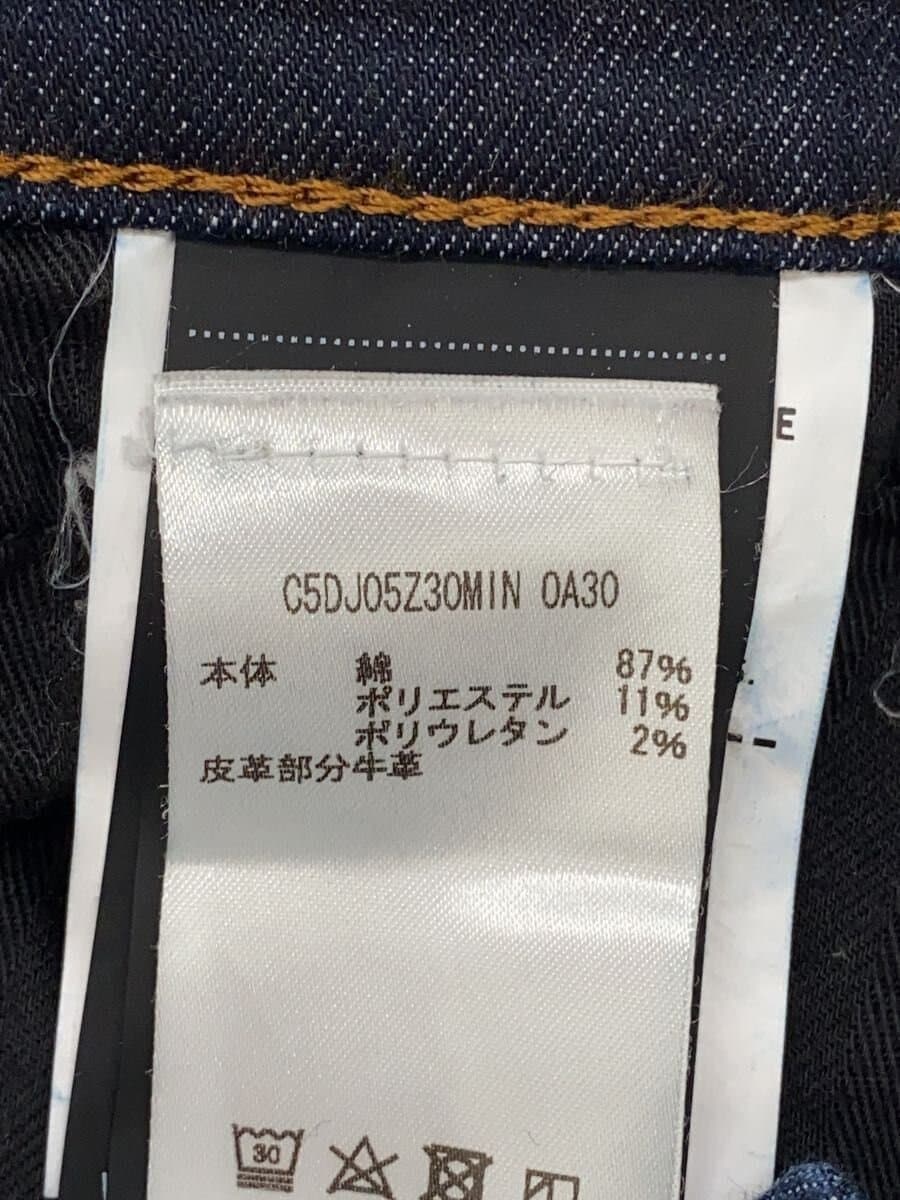 E
C5DJ05Z30MIN 0A30
本体 綿 87%
ポリエステル 11%
ポリウレタン 2%
皮革部分牛革
30